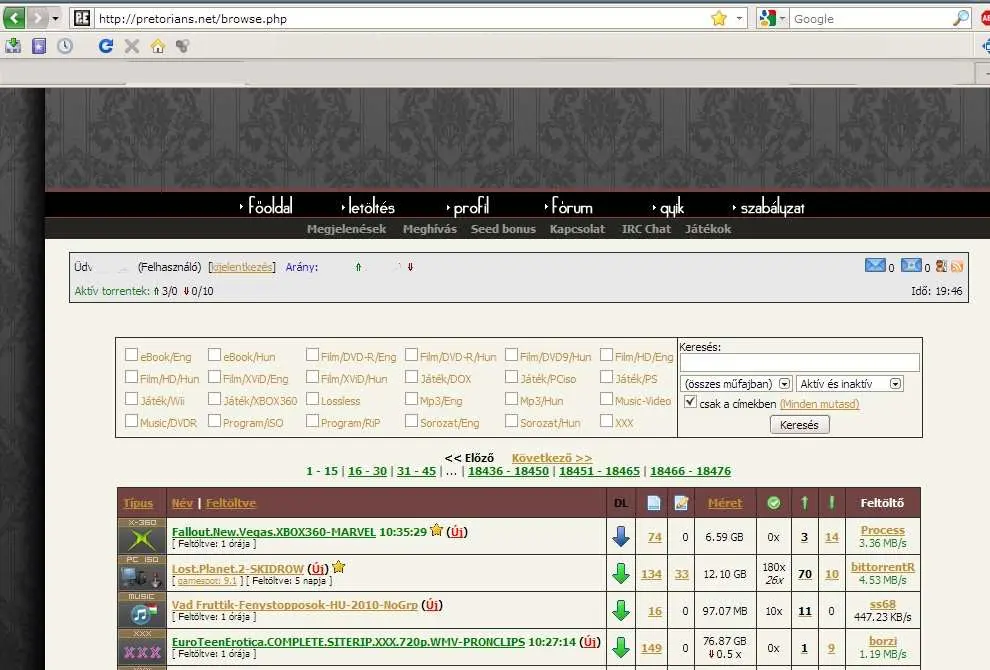 http://pretorians.net/browse.php
Google
főoldal letöltés profil fórum qyik szabályzat
Megjelenések Meghívás Seed bonus Kapcsolat IRC Chat Játékok
Üdv (Felhasználó) [kijelentkezés] Arány: 0 0
Aktív torrentek: 3/0 0/10 Idő: 19:46
eBook/Eng eBook/Hun Film/DVD-R/Eng Film/DVD-R/Hun Film/DVD9/Hun Film/HD/Eng
Film/HD/Hun Film/XViD/Eng Film/XViD/Hun Játék/DOX Játék/PCiso Játék/PS
Játék/Wii Játék/XBOX360 Lossless Mp3/Eng Mp3/Hun Music-Video
Music/DVDR Program/iSO Program/RiP Sorozat/Eng Sorozat/Hun XXX
Keresés:
(összes műfajban) Aktív és inaktív
csak a címekben (Minden mutasd)
Keresés
<< Előző Következő >>
1 - 15 | 16 - 30 | 31 - 45 | ... | 18436 - 18450 | 18451 - 18465 | 18466 - 18476
Típus Név | Feltöltve DL Méret Feltöltő
X-360 Fallout.New.Vegas.XBOX360-MARVEL 10:35:29 (Új) 74 0 6.59 GB 0x 3 14 Process
[ Feltöltve: 1 órája ] 3.36 MB/s
PC ISO Lost.Planet.2-SKIDROW (Új) 134 33 12.10 GB 180x 70 10 bittorrentR
[ gamespot: 9.1 ] [ Feltöltve: 5 napja ] 26x 4.53 MB/s
MUSIC Vad Fruttik-Fenystopposok-HU-2010-NoGrp (Új) 16 0 97.07 MB 10x 11 0 ss68
[ Feltöltve: 1 órája ] 447.23 KB/s
XXX EuroTeenErotica.COMPLETE.SITERIP.XXX.720p.WMV-PRONCLIPS 10:27:14 (Új) 149 0 76.87 GB 0x 1 9 borzi
XXX [ Feltöltve: 1 órája ] 0.5 x 1.19 MB/s